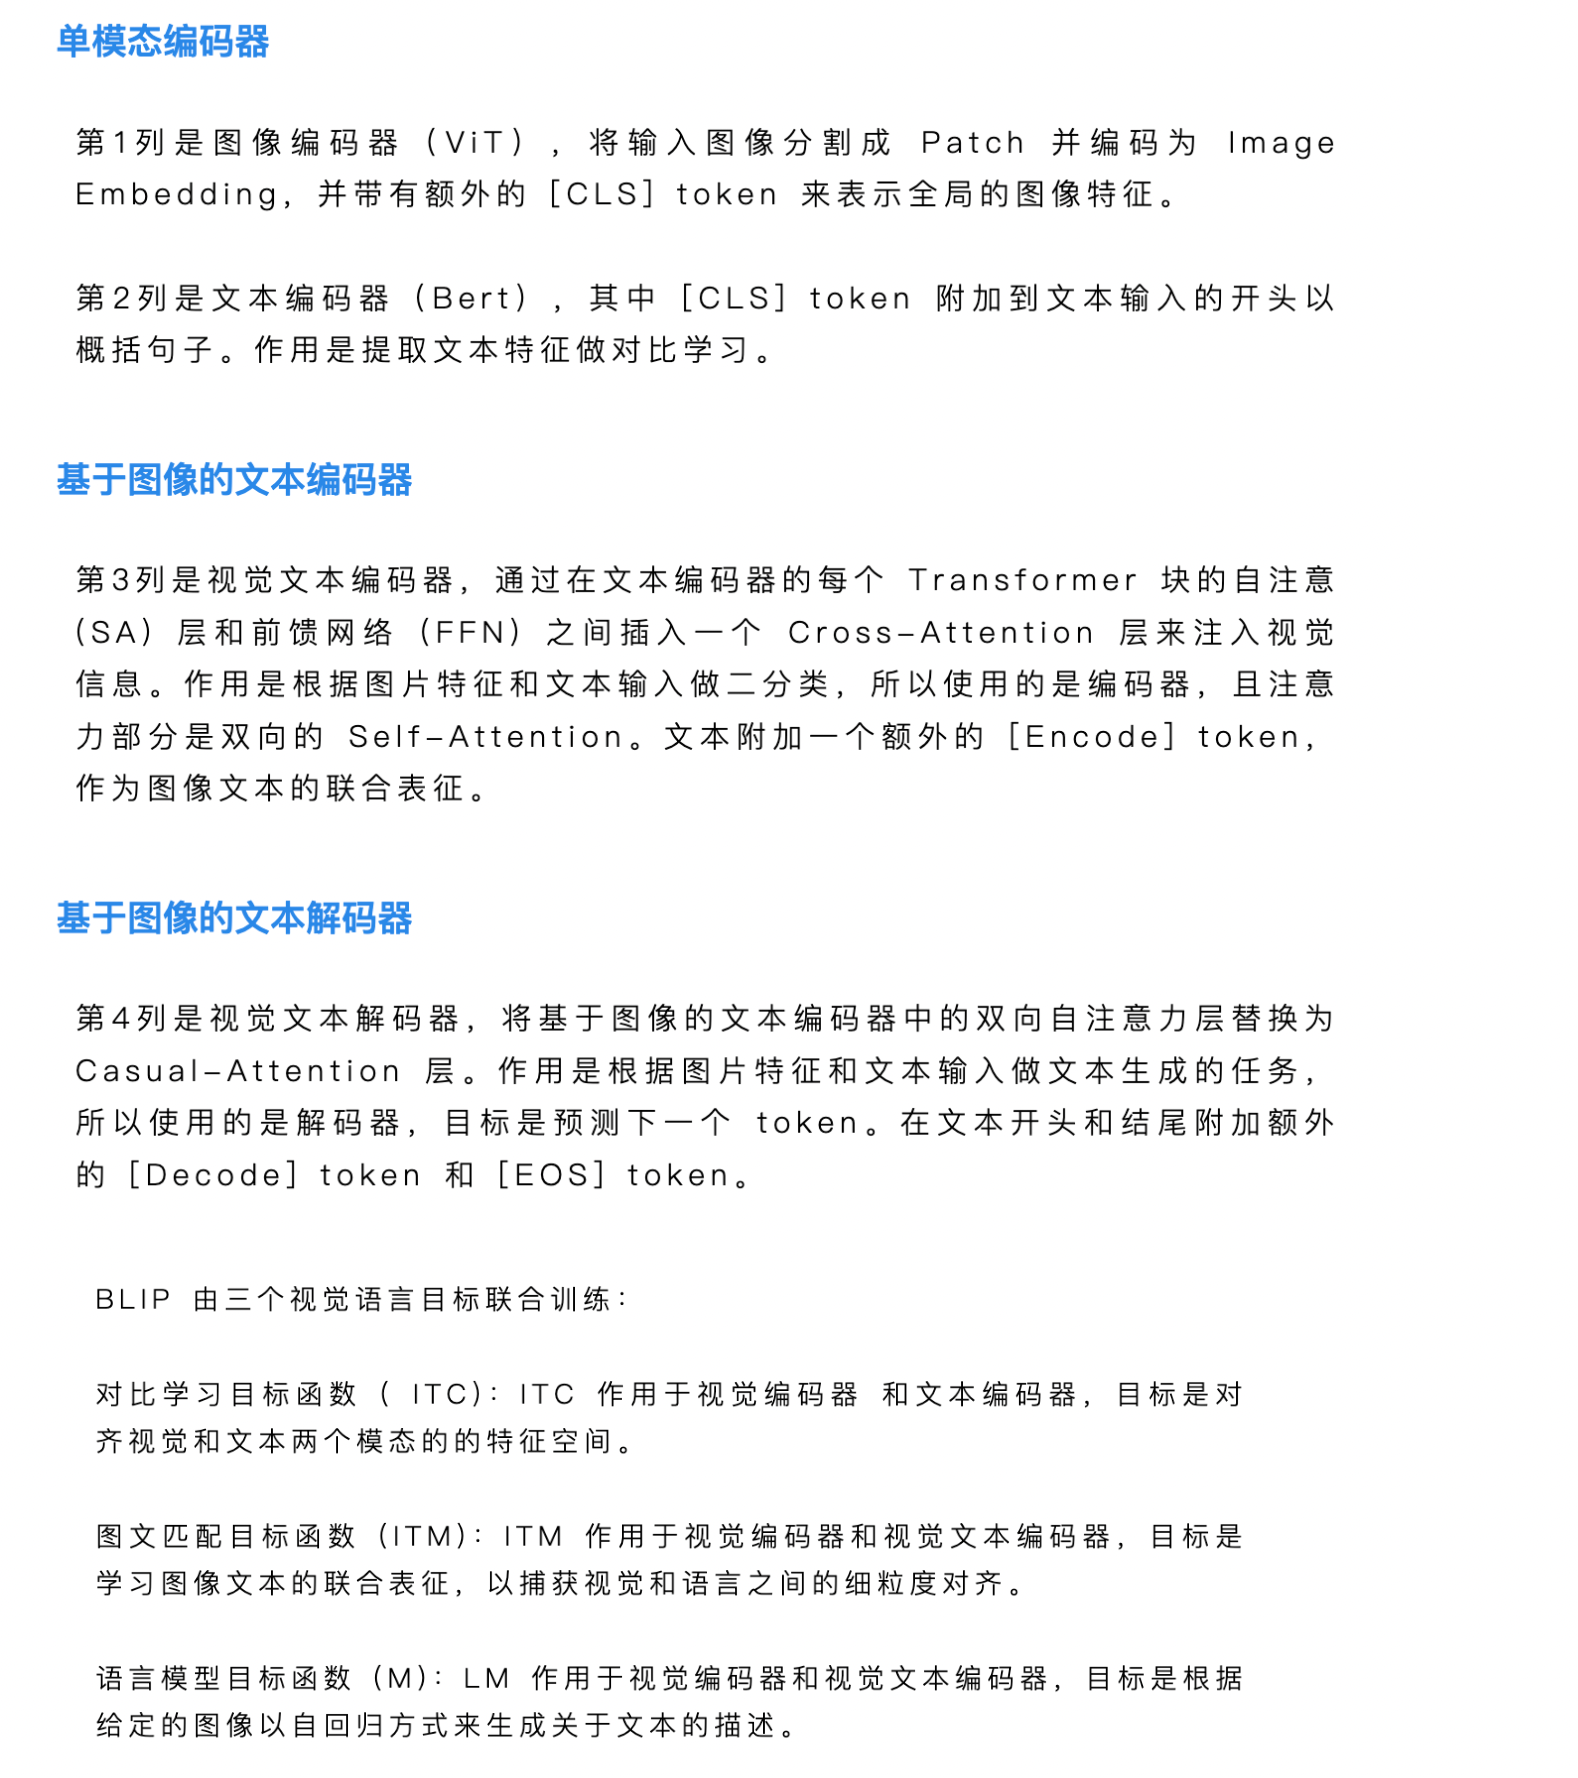 单模态编码器
第1列是图像编码器（ViT），将输入图像分割成 Patch 并编码为 Image
Embedding，并带有额外的［CLS］token 来表示全局的图像特征。
第2列是文本编码器（Bert），其中［CLS］token 附加到文本输入的开头以
概括句子。作用是提取文本特征做对比学习。
基于图像的文本编码器
第3列是视觉文本编码器，通过在文本编码器的每个 Transformer 块的自注意
（SA）层和前馈网络（FFN）之间插入一个 Cross-Attention 层来注入视觉
信息。作用是根据图片特征和文本输入做二分类，所以使用的是编码器，且注意
力部分是双向的 Self-Attention。文本附加一个额外的［Encode］token，
作为图像文本的联合表征。
基于图像的文本解码器
第4列是视觉文本解码器，将基于图像的文本编码器中的双向自注意力层替换为
Casual-Attention 层。作用是根据图片特征和文本输入做文本生成的任务，
所以使用的是解码器，目标是预测下一个 token。在文本开头和结尾附加额外
的［Decode］token 和［EOS］token。
BLIP 由三个视觉语言目标联合训练：
对比学习目标函数（ ITC）：ITC 作用于视觉编码器 和文本编码器，目标是对
齐视觉和文本两个模态的的特征空间。
图文匹配目标函数（ITM）：ITM 作用于视觉编码器和视觉文本编码器，目标是
学习图像文本的联合表征，以捕获视觉和语言之间的细粒度对齐。
语言模型目标函数（M）：LM 作用于视觉编码器和视觉文本编码器，目标是根据
给定的图像以自回归方式来生成关于文本的描述。